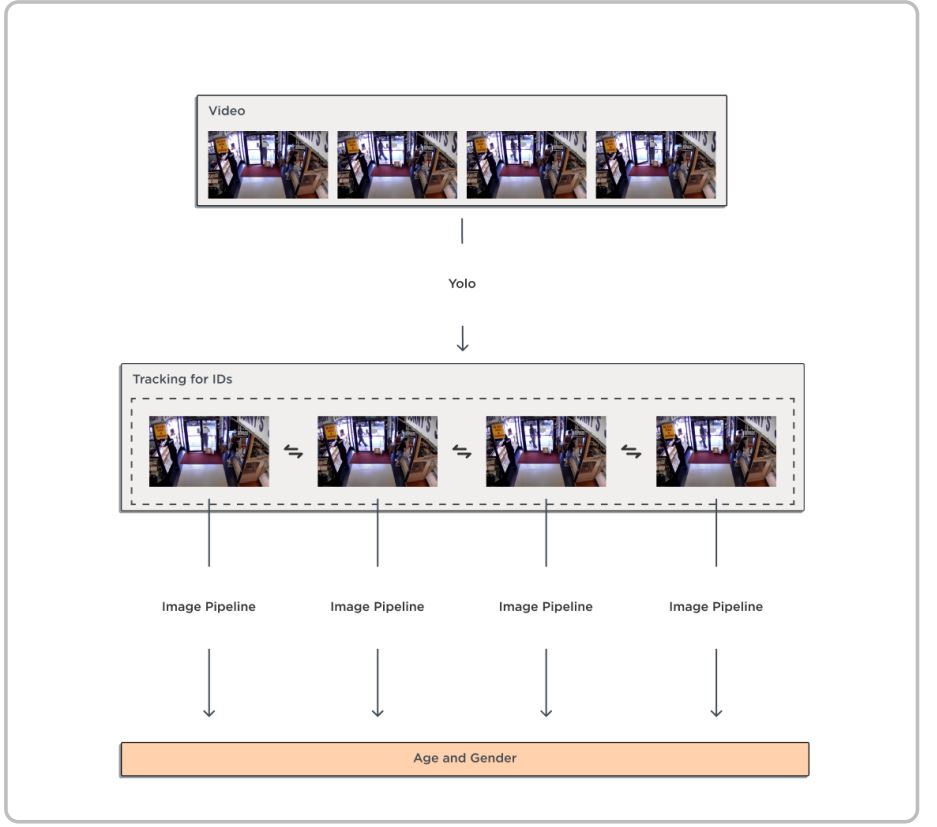 Video
Yolo
Tracking for IDs
Image Pipeline
Image Pipeline
Image Pipeline
Image Pipeline
Age and Gender